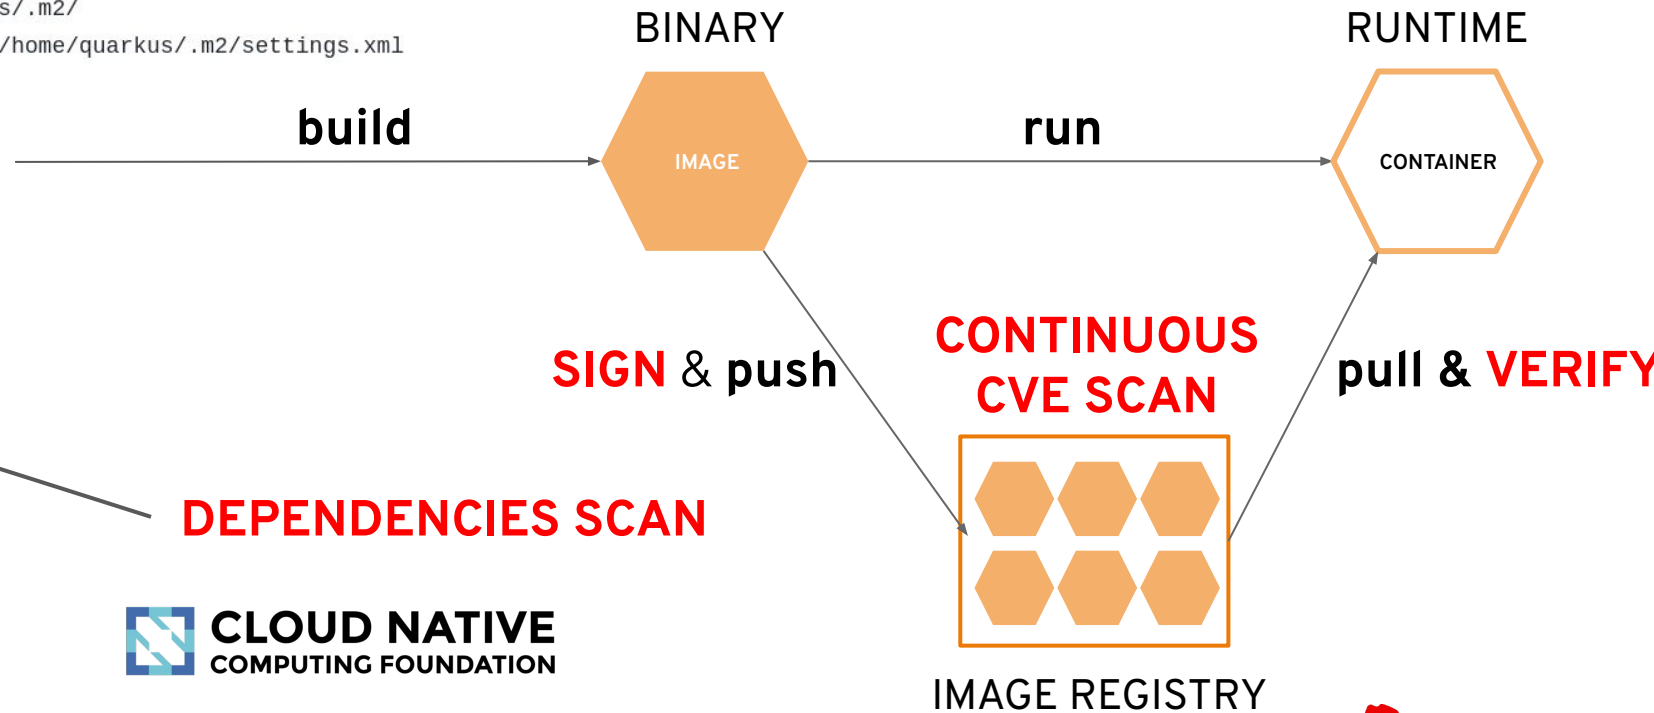 s/.m2/
/home/quarkus/.m2/settings.xml
BINARY
RUNTIME
build
run
IMAGE
CONTAINER
SIGN & push
CONTINUOUS
CVE SCAN
pull & VERIFY
DEPENDENCIES SCAN
CLOUD NATIVE
COMPUTING FOUNDATION
IMAGE REGISTRY